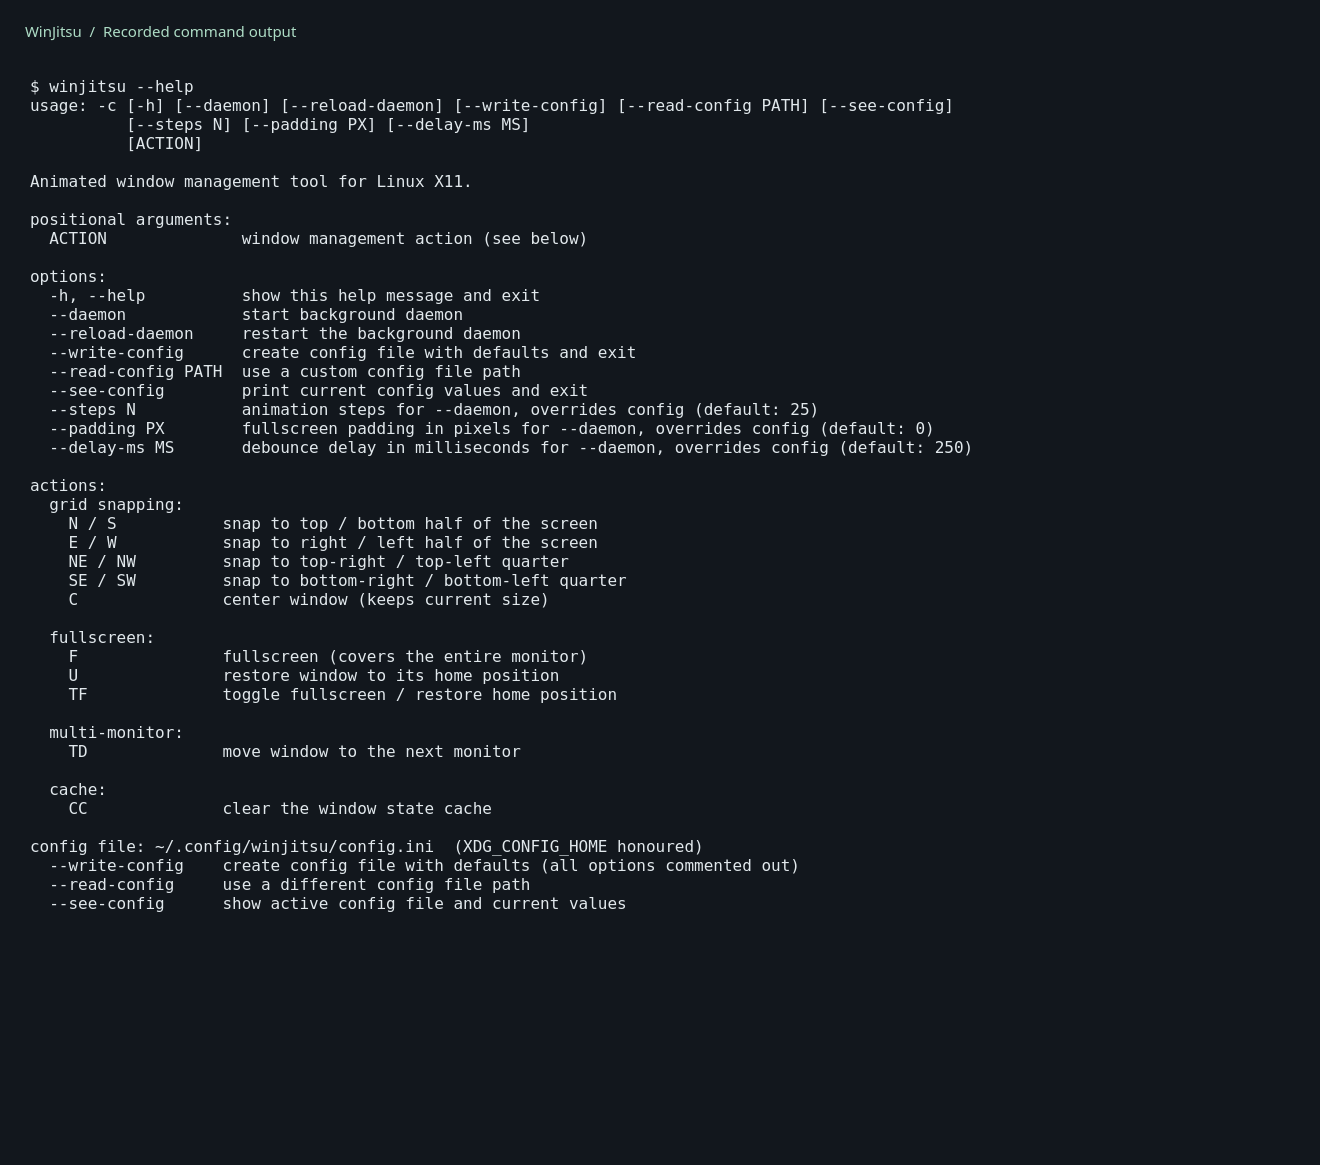 WinJitsu / Recorded command output
$ winjitsu --help
usage: -c [-h] [--daemon] [--reload-daemon] [--write-config] [--read-config PATH] [--see-config]
          [--steps N] [--padding PX] [--delay-ms MS]
          [ACTION]
Animated window management tool for Linux X11.
positional arguments:
  ACTION              window management action (see below)
options:
  -h, --help          show this help message and exit
  --daemon            start background daemon
  --reload-daemon     restart the background daemon
  --write-config      create config file with defaults and exit
  --read-config PATH  use a custom config file path
  --see-config        print current config values and exit
  --steps N           animation steps for --daemon, overrides config (default: 25)
  --padding PX        fullscreen padding in pixels for --daemon, overrides config (default: 0)
  --delay-ms MS       debounce delay in milliseconds for --daemon, overrides config (default: 250)
actions:
  grid snapping:
    N / S           snap to top / bottom half of the screen
    E / W           snap to right / left half of the screen
    NE / NW         snap to top-right / top-left quarter
    SE / SW         snap to bottom-right / bottom-left quarter
    C               center window (keeps current size)
  fullscreen:
    F               fullscreen (covers the entire monitor)
    U               restore window to its home position
    TF              toggle fullscreen / restore home position
  multi-monitor:
    TD              move window to the next monitor
  cache:
    CC              clear the window state cache
config file: ~/.config/winjitsu/config.ini  (XDG_CONFIG_HOME honoured)
  --write-config    create config file with defaults (all options commented out)
  --read-config     use a different config file path
  --see-config      show active config file and current values